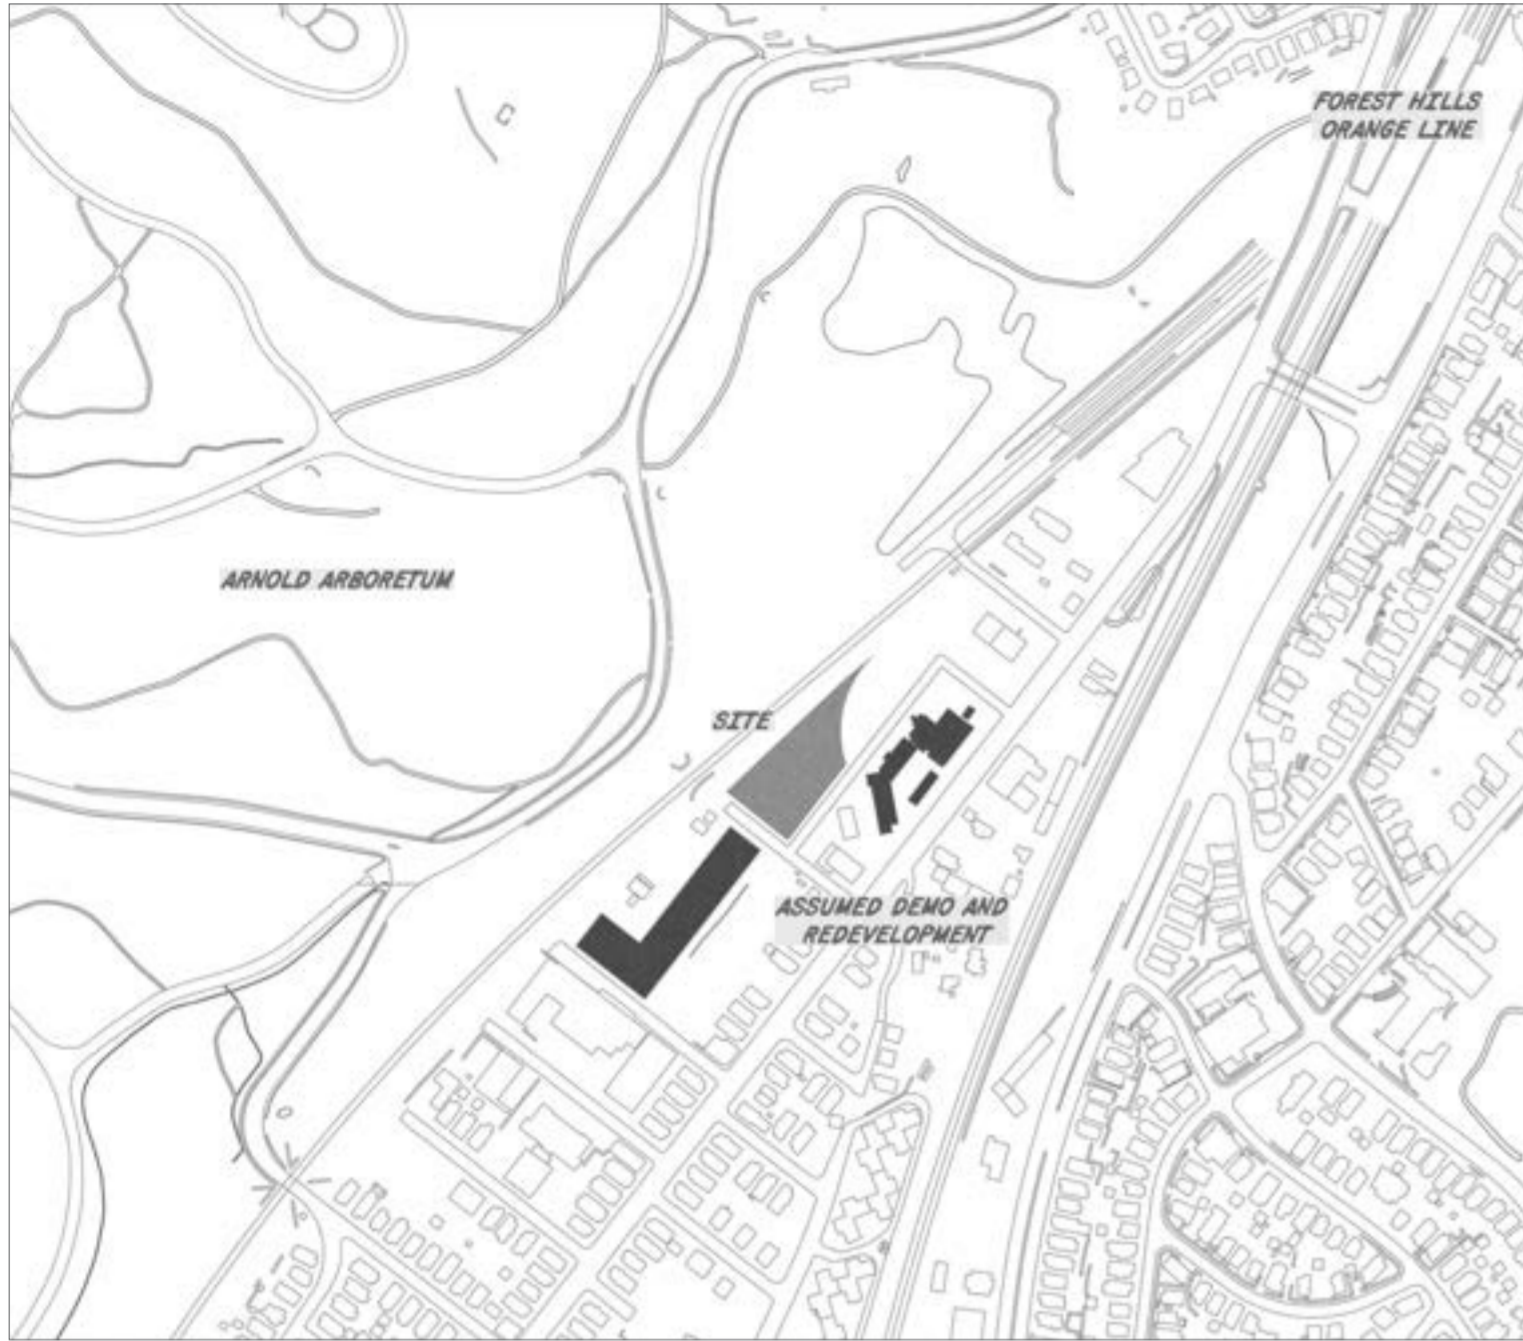 FOREST HILLS
ORANGE LINE
ARNOLD ARBORETUM
SITE
ASSUMED DEMO AND
REDEVELOPMENT